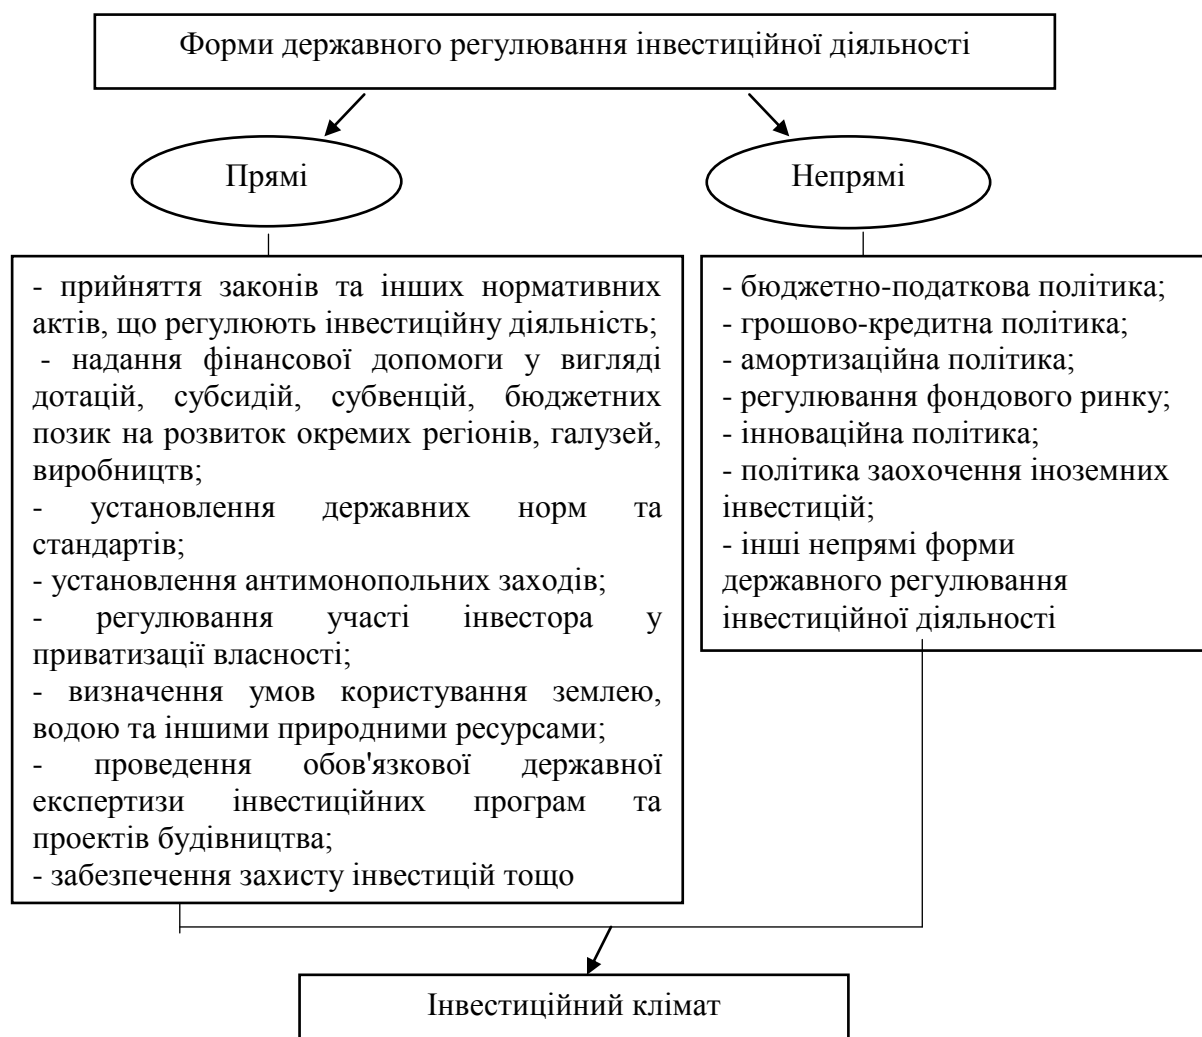 Форми державного регулювання інвестиційної діяльності
Прямі
Непрямі
- прийняття законів та інших нормативних
актів, що регулюють інвестиційну діяльність;
- надання фінансової допомоги у вигляді
дотацій, субсидій, субвенцій, бюджетних
позик на розвиток окремих регіонів, галузей,
виробництв;
- установлення державних норм та
стандартів;
- установлення антимонопольних заходів;
- регулювання участі інвестора у
приватизації власності;
- визначення умов користування землею,
водою та іншими природними ресурсами;
- проведення обов'язкової державної
експертизи інвестиційних програм та
проектів будівництва;
- забезпечення захисту інвестицій тощо
- бюджетно-податкова політика;
- грошово-кредитна політика;
- амортизаційна політика;
- регулювання фондового ринку;
- інноваційна політика;
- політика заохочення іноземних
інвестицій;
- інші непрямі форми
державного регулювання
інвестиційної діяльності
Інвестиційний клімат